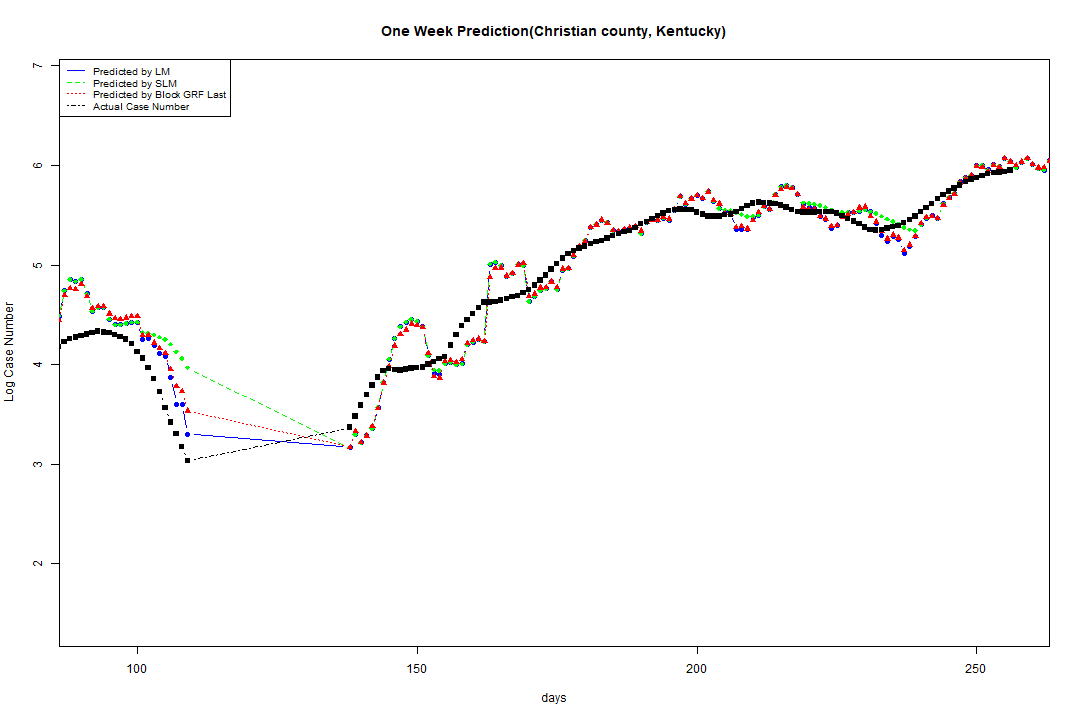 One Week Prediction(Christian county, Kentucky)
Predicted by LM
Predicted by SLM
Predicted by Block GRF Last
Actual Case Number
7
6
5
4
3
2
Log Case Number
100 150 200 250
days